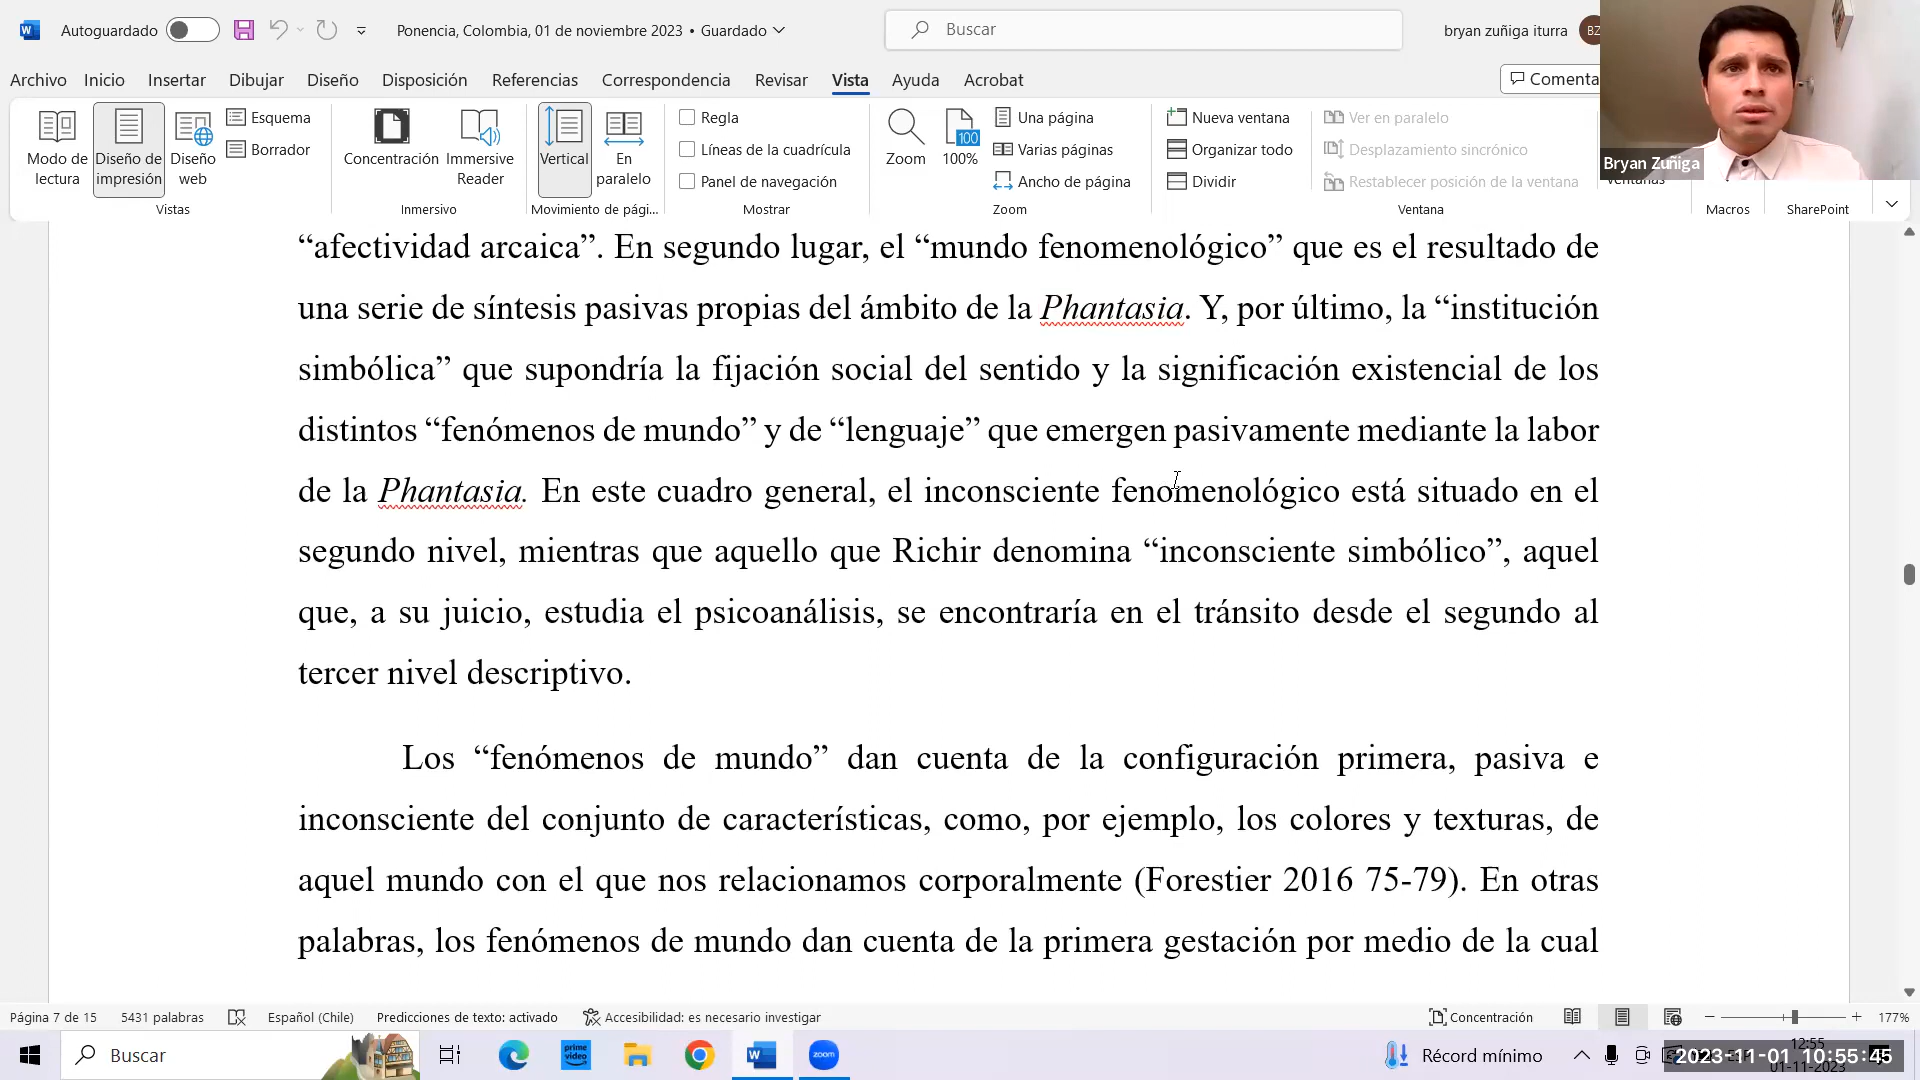 Autoguardado
Ponencia, Colombia, 01 de noviembre 2023 • Guardado
Buscar
bryan zuñiga iturra
BZ
Archivo Inicio Insertar Dibujar Diseño Disposición Referencias Correspondencia Revisar Vista Ayuda Acrobat
Comenta
Modo de lectura
Diseño de impresión
Diseño web
Esquema
Borrador
Vistas
Concentración
Immersive Reader
Inmersivo
Vertical
En paralelo
Movimiento de pági...
Regla
Líneas de la cuadrícula
Panel de navegación
Mostrar
Zoom
100
100%
Una página
Varias páginas
Ancho de página
Zoom
Nueva ventana
Organizar todo
Dividir
Ver en paralelo
Desplazamiento sincrónico
Restablecer posición de la ventana
Ventana
Macros
SharePoint
Bryan Zuñiga
“afectividad arcaica”. En segundo lugar, el “mundo fenomenológico” que es el resultado de
una serie de síntesis pasivas propias del ámbito de la Phantasia. Y, por último, la “institución
simbólica” que supondría la fijación social del sentido y la significación existencial de los
distintos “fenómenos de mundo” y de “lenguaje” que emergen pasivamente mediante la labor
de la Phantasia. En este cuadro general, el inconsciente fenomenológico está situado en el
segundo nivel, mientras que aquello que Richir denomina “inconsciente simbólico”, aquel
que, a su juicio, estudia el psicoanálisis, se encontraría en el tránsito desde el segundo al
tercer nivel descriptivo.
Los “fenómenos de mundo” dan cuenta de la configuración primera, pasiva e
inconsciente del conjunto de características, como, por ejemplo, los colores y texturas, de
aquel mundo con el que nos relacionamos corporalmente (Forestier 2016 75-79). En otras
palabras, los fenómenos de mundo dan cuenta de la primera gestación por medio de la cual
Página 7 de 15
5431 palabras
Español (Chile)
Predicciones de texto: activado
Accesibilidad: es necesario investigar
Concentración
177%
Buscar
prime video
zoom
Récord mínimo
12:55
01-11-2023
2023-11-01 10:55:45